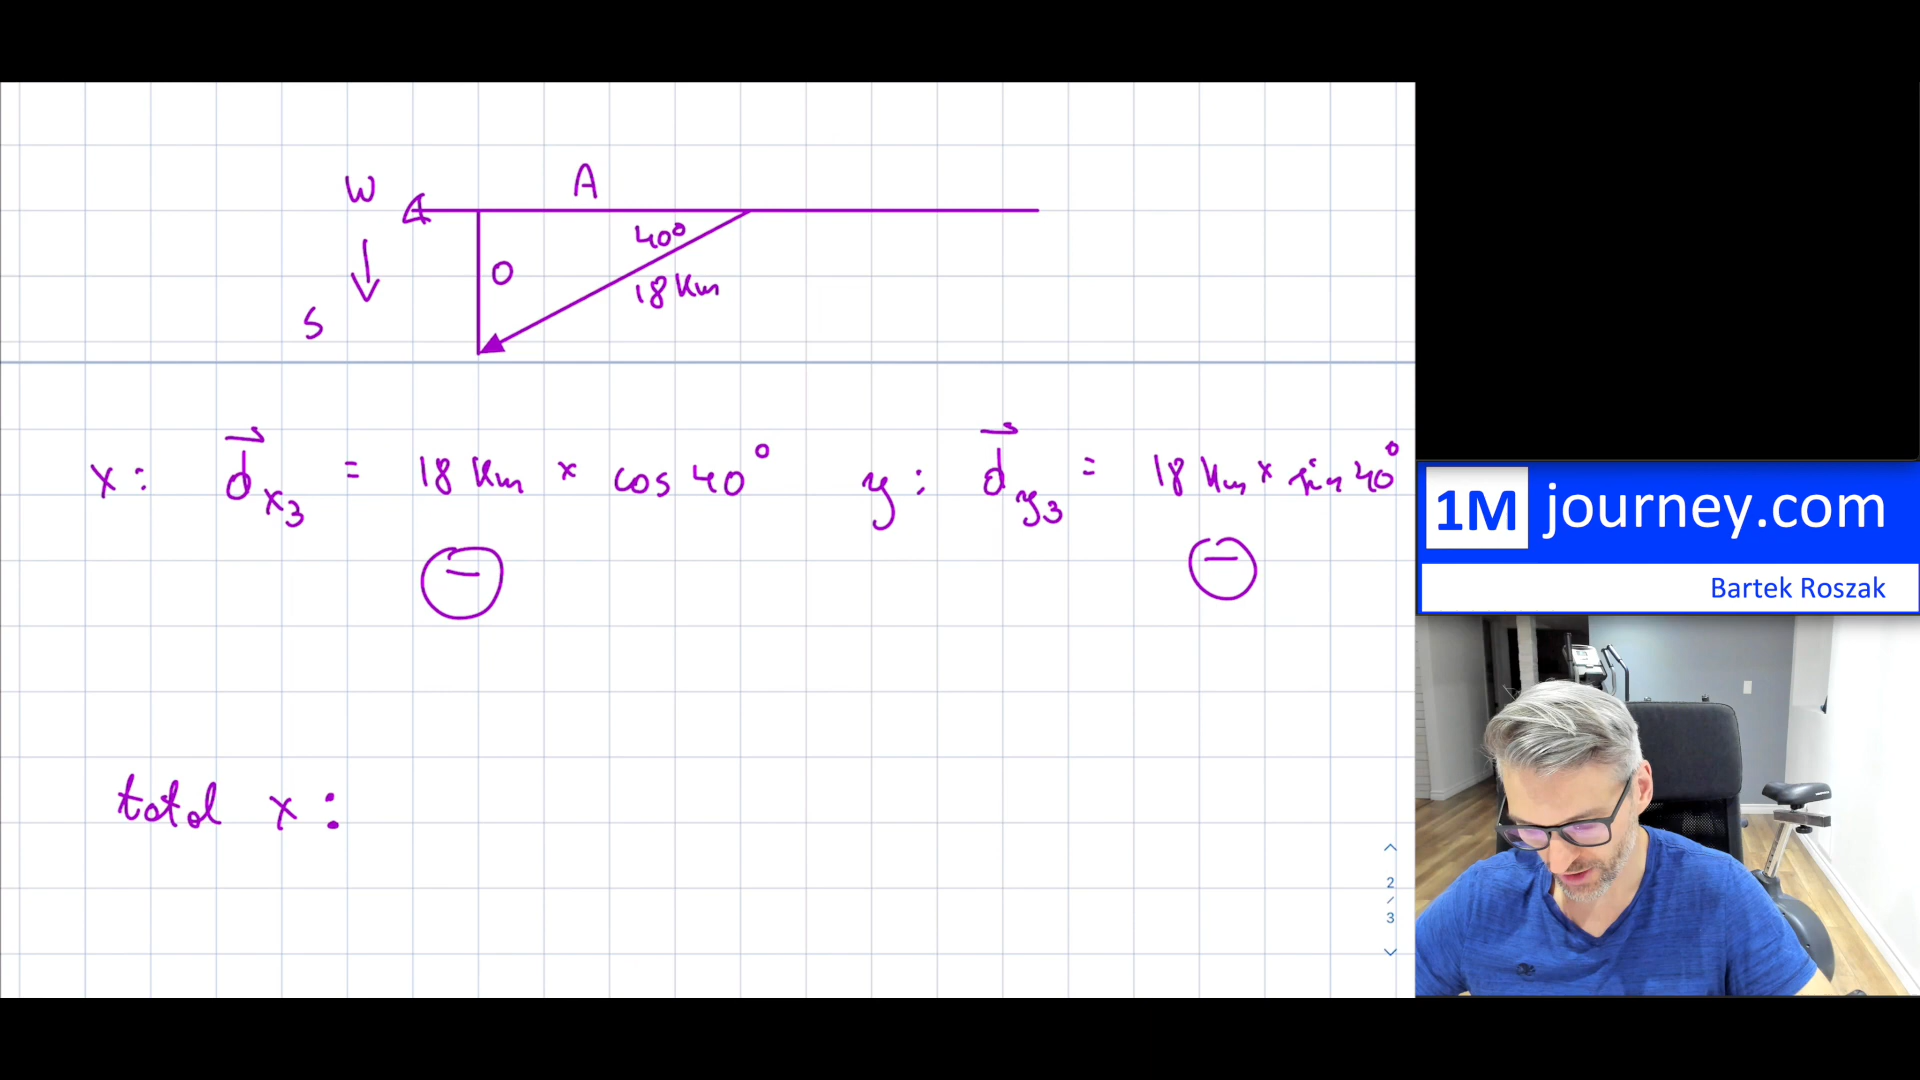 W
A
40°
O
18 Km
S
x: d⃗x₃ = 18 Km × cos 40° y: d⃗y₃ = 18 Km × sin 40°
− −
total x:
2
/
3
1M journey.com
Bartek Roszak